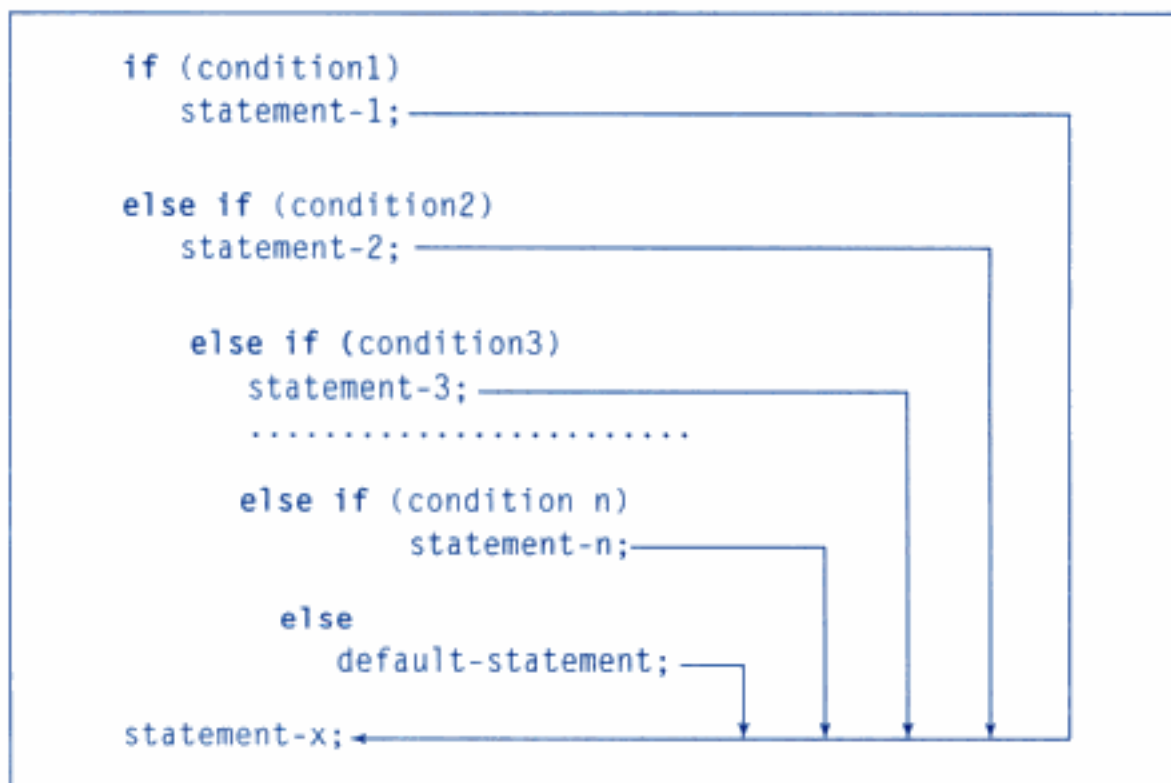 if (condition1)
statement-1;
else if (condition2)
statement-2;
else if (condition3)
statement-3;
........................
else if (condition n)
statement-n;
else
default-statement;
statement-x;